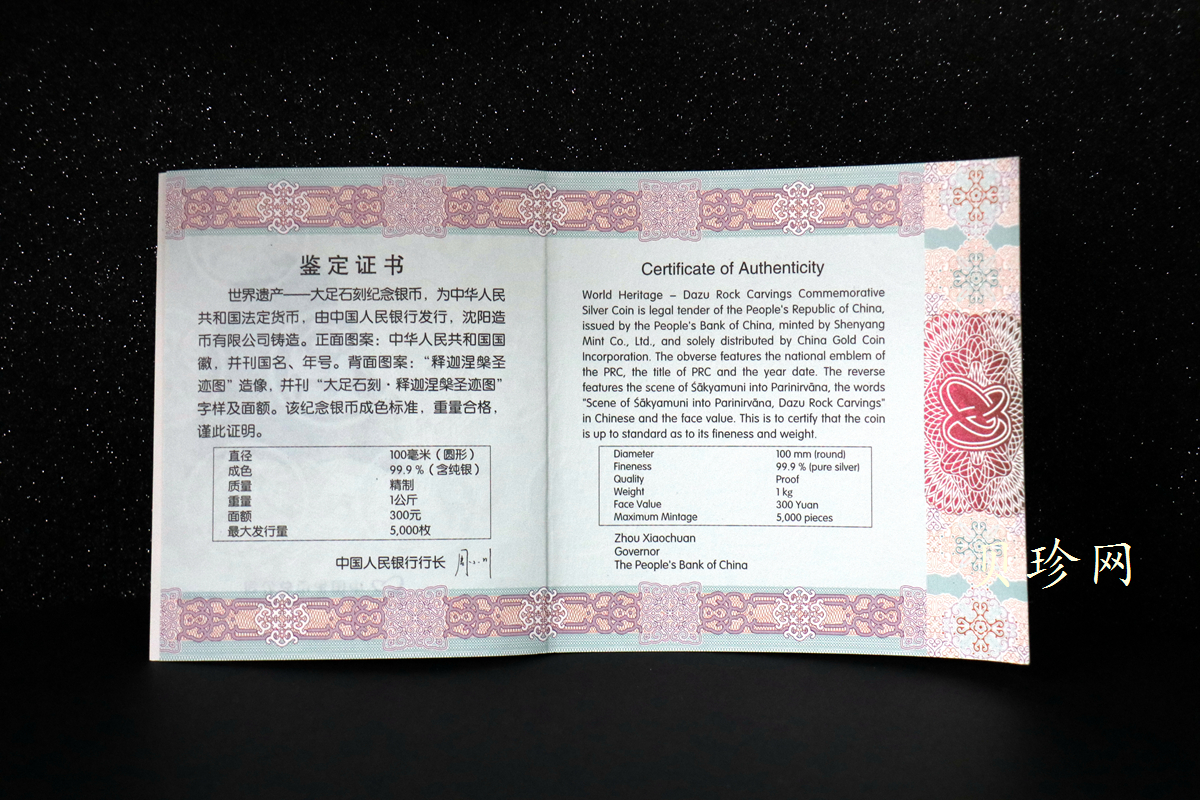 鉴定证书
世界遗产——大足石刻纪念银币，为中华人民
共和国法定货币，由中国人民银行发行，沈阳造
币有限公司铸造。正面图案：中华人民共和国国
徽，并刊国名、年号。背面图案：“释迦涅槃圣
迹图”造像，并刊“大足石刻·释迦涅槃圣迹图”
字样及面额。该纪念银币成色标准，重量合格，
谨此证明。
直径 100毫米（圆形）
成色 99.9％（含纯银）
质量 精制
重量 1公斤
面额 300元
最大发行量 5,000枚
中国人民银行行长
Certificate of Authenticity
World Heritage – Dazu Rock Carvings Commemorative
Silver Coin is legal tender of the People's Republic of China,
issued by the People's Bank of China, minted by Shenyang
Mint Co., Ltd., and solely distributed by China Gold Coin
Incorporation. The obverse features the national emblem of
the PRC, the title of PRC and the year date. The reverse
features the scene of Śākyamuni into Parinirvāna, the words
"Scene of Śākyamuni into Parinirvāna, Dazu Rock Carvings"
in Chinese and the face value. This is to certify that the coin
is up to standard as to its fineness and weight.
Diameter 100 mm (round)
Fineness 99.9 % (pure silver)
Quality Proof
Weight 1 kg
Face Value 300 Yuan
Maximum Mintage 5,000 pieces
Zhou Xiaochuan
Governor
The People's Bank of China
珍网